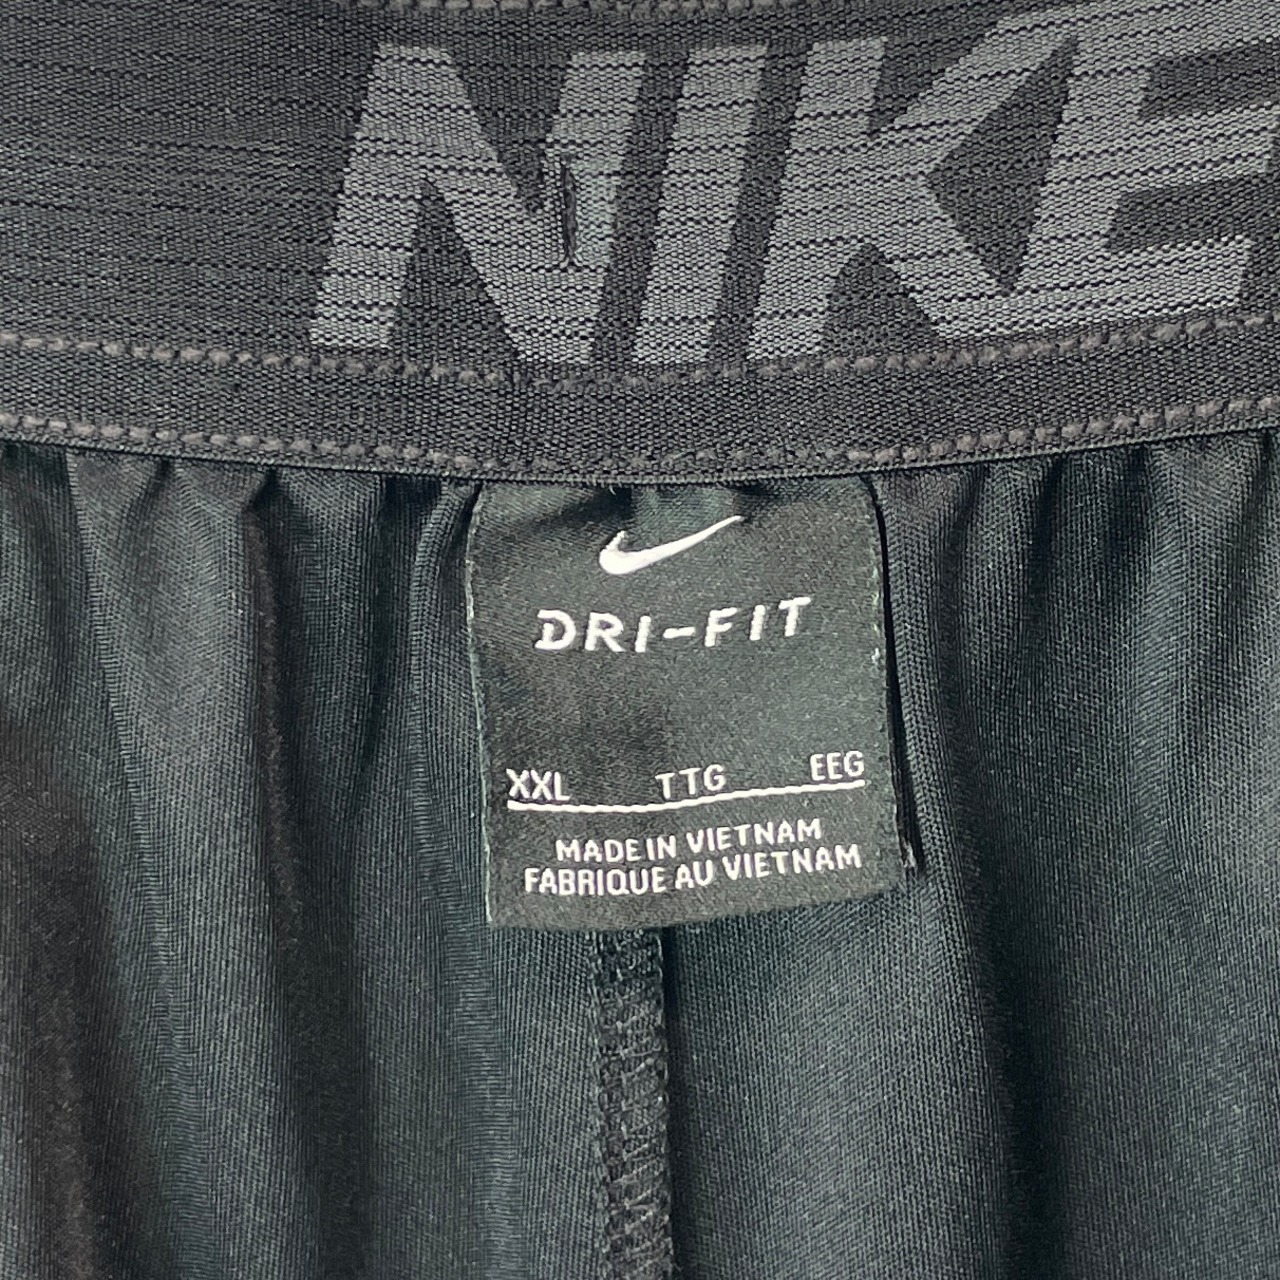 NIKE
DRI-FIT
XXL TTG EEG
MADE IN VIETNAM
FABRIQUE AU VIETNAM